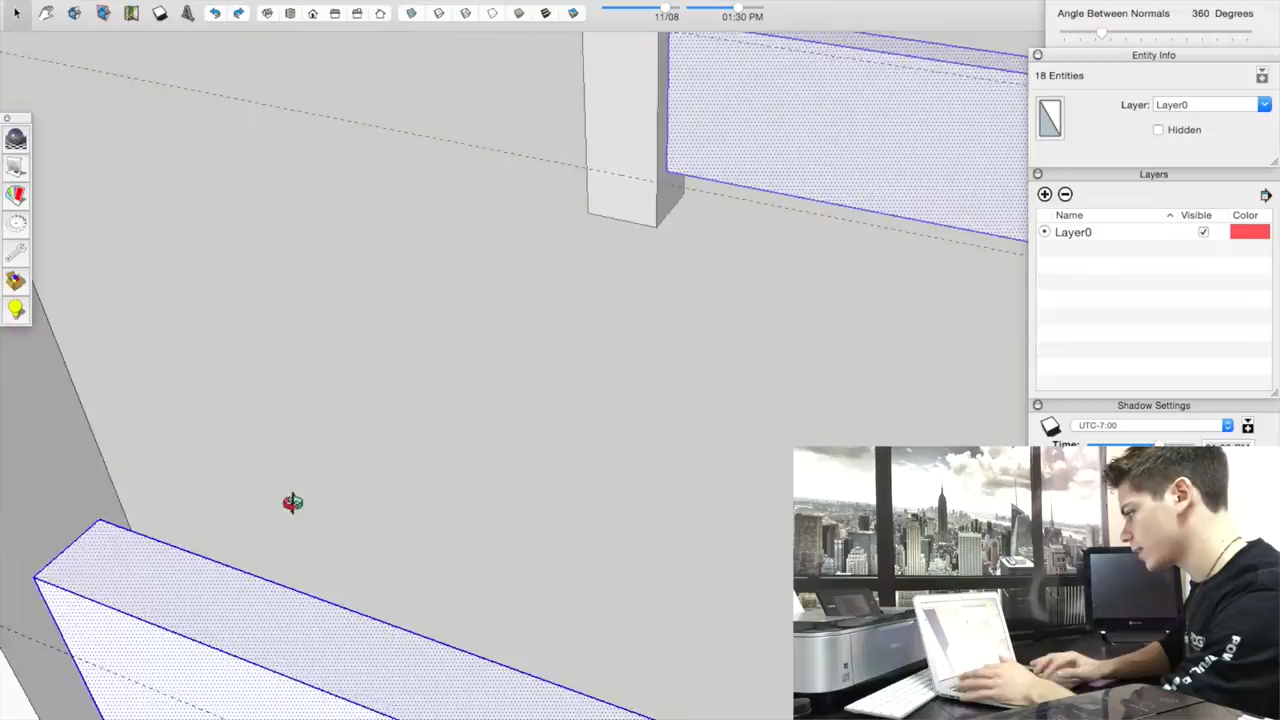 11/08
01:30 PM
Angle Between Normals 360 Degrees
Entity Info
18 Entities
Layer: Layer0
Hidden
Layers
Name Visible Color
Layer0
Shadow Settings
UTC-7:00
Time: